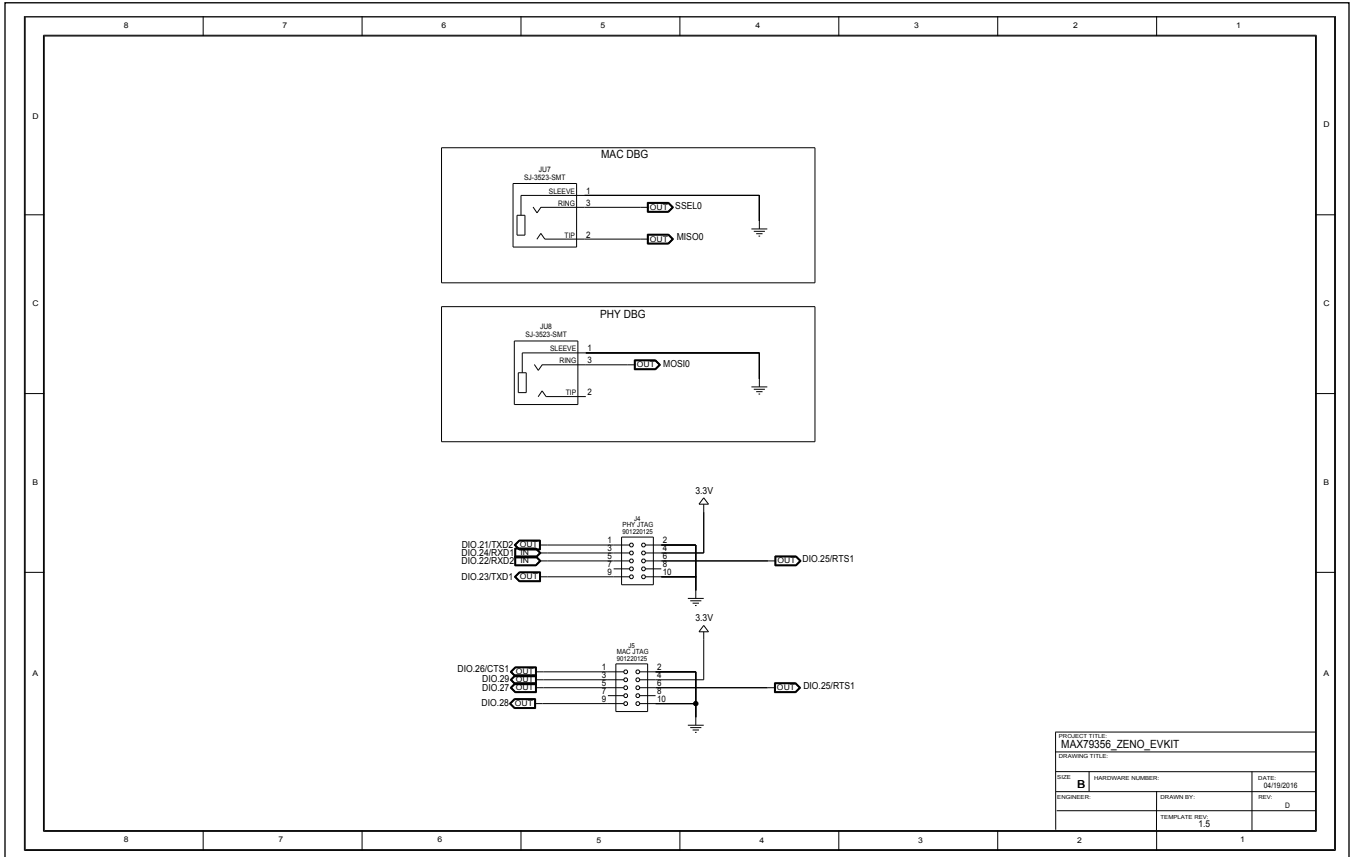 8 7 6 5 4 3 2 1
D D
MAC DBG
JU7
SJ-3523-SMT
SLEEVE 1
RING 3 OUT SSEL0
TIP 2 OUT MISO0
C C
PHY DBG
JU8
SJ-3523-SMT
SLEEVE 1
RING 3 OUT MOSI0
TIP 2
B B
3.3V
J4
PHY JTAG
901220125
DIO.21/TXD2 OUT 1 2
DIO.24/RXD1 IN 3 4
DIO.22/RXD2 IN 5 6 OUT DIO.25/RTS1
7 8
DIO.23/TXD1 OUT 9 10
3.3V
A A
J5
MAC JTAG
901220125
DIO.26/CTS1 OUT 1 2
DIO.29 OUT 3 4
DIO.27 OUT 5 6 OUT DIO.25/RTS1
7 8
DIO.28 OUT 9 10
PROJECT TITLE:
MAX79356_ZENO_EVKIT
DRAWING TITLE:
SIZE B HARDWARE NUMBER: DATE: 04/19/2016
ENGINEER: DRAWN BY: REV: D
TEMPLATE REV: 1.5
8 7 6 5 4 3 2 1